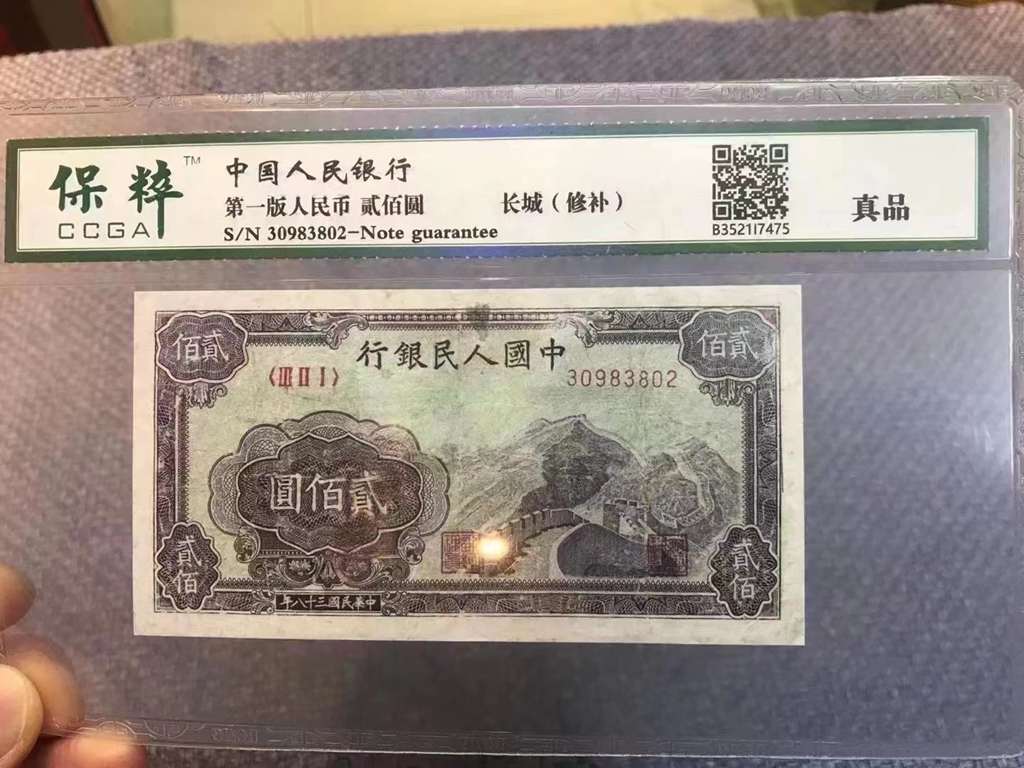 保粹 TM
CCGA
中国人民银行
第一版人民币 贰佰圆 长城（修补）
S/N 30983802-Note guarantee
B3521I7475
真品
佰貳
行銀民人國中
佰貳
〈III II I〉
30983802
圓佰貳
貳佰
貳佰
年八十三國民華中